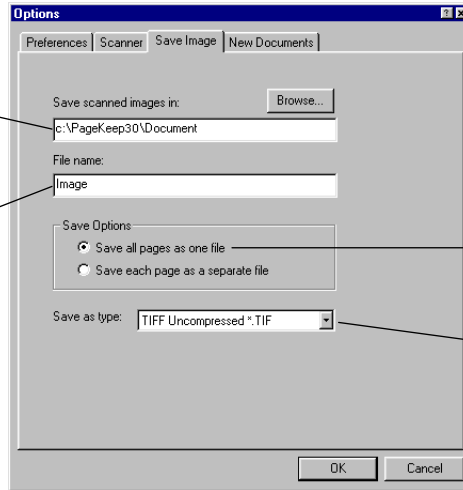 Options
Preferences Scanner Save Image New Documents
Save scanned images in: Browse...
c:\PageKeep30\Document
File name:
Image
Save Options
Save all pages as one file
Save each page as a separate file
Save as type: TIFF Uncompressed *.TIF
OK Cancel